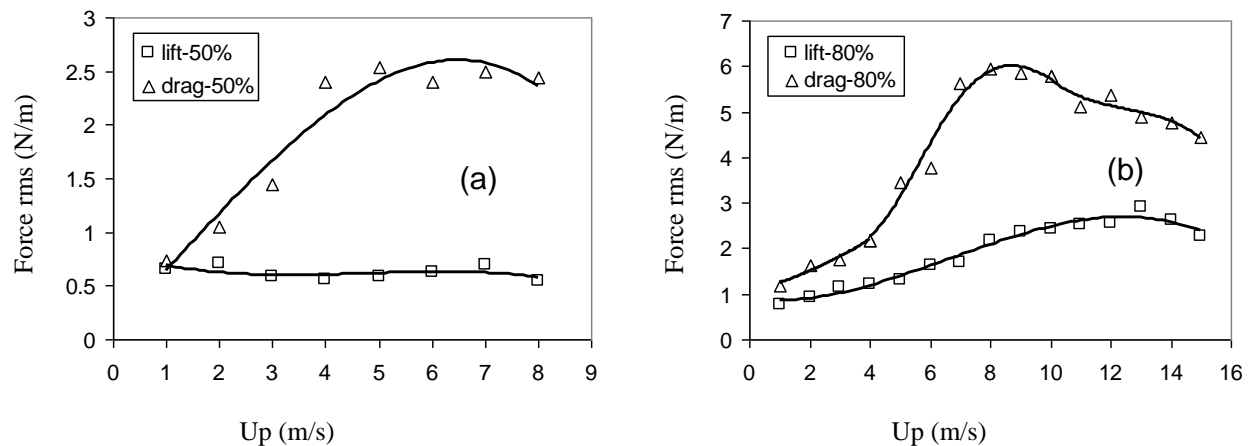 3
2.5
2
1.5
1
0.5
0
0 1 2 3 4 5 6 7 8 9
Force rms (N/m)
Up (m/s)
lift-50%
drag-50%
(a)
7
6
5
4
3
2
1
0
0 2 4 6 8 10 12 14 16
Force rms (N/m)
Up (m/s)
lift-80%
drag-80%
(b)